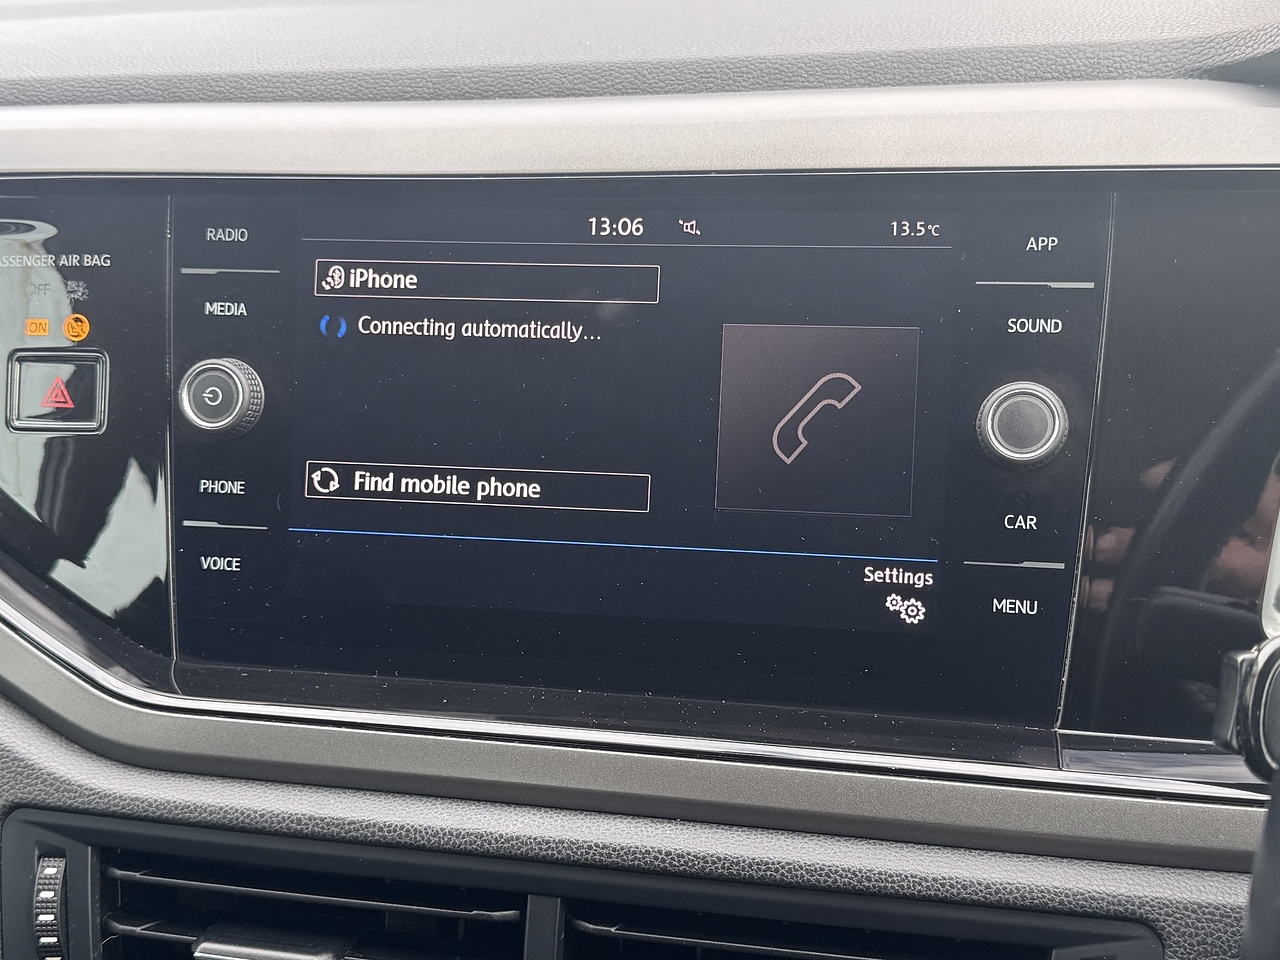 RADIO
13:06
13.5°C
APP
ASSENGER AIR BAG
OFF
iPhone
MEDIA
Connecting automatically...
SOUND
ON
PHONE
Find mobile phone
CAR
VOICE
Settings
MENU